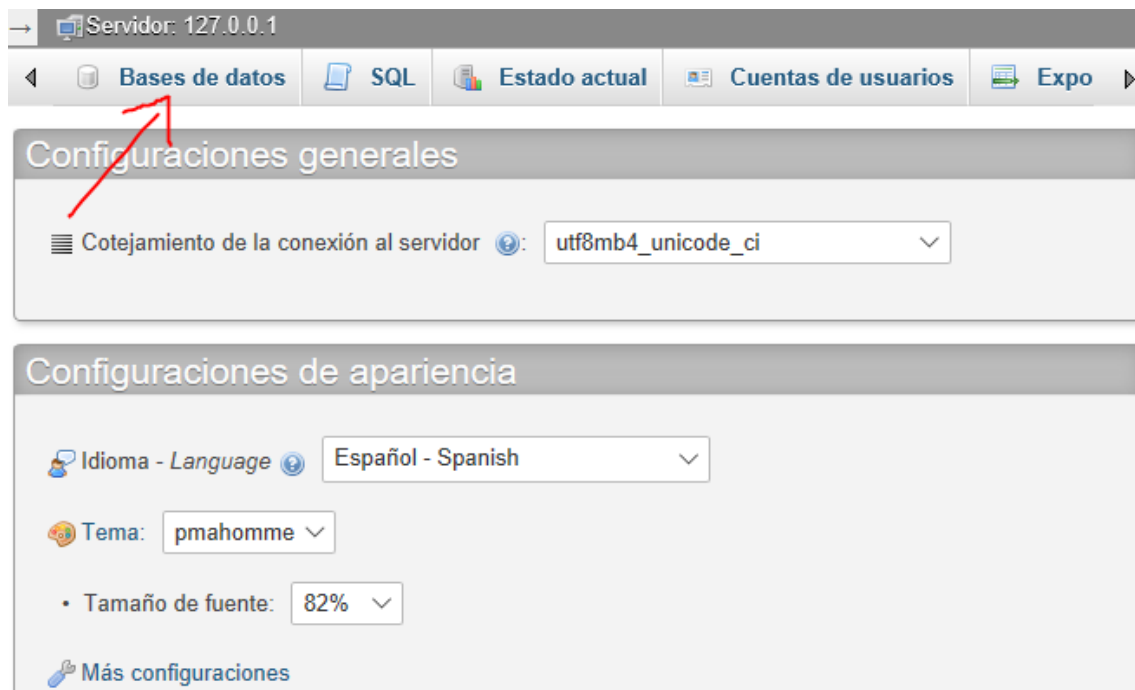 Servidor: 127.0.0.1
Bases de datos SQL Estado actual Cuentas de usuarios Expo
Configuraciones generales
Cotejamiento de la conexión al servidor : utf8mb4_unicode_ci
Configuraciones de apariencia
Idioma - Language Español - Spanish
Tema: pmahomme
• Tamaño de fuente: 82%
Más configuraciones